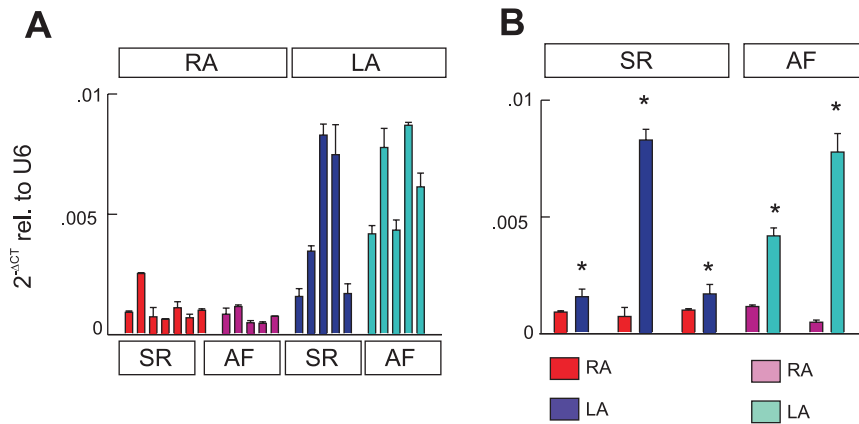 A
B
RA LA
SR AF
.01
.005
0
2-ΔCT rel. to U6
SR AF SR AF
.01
.005
0
* * * * *
RA
LA
RA
LA